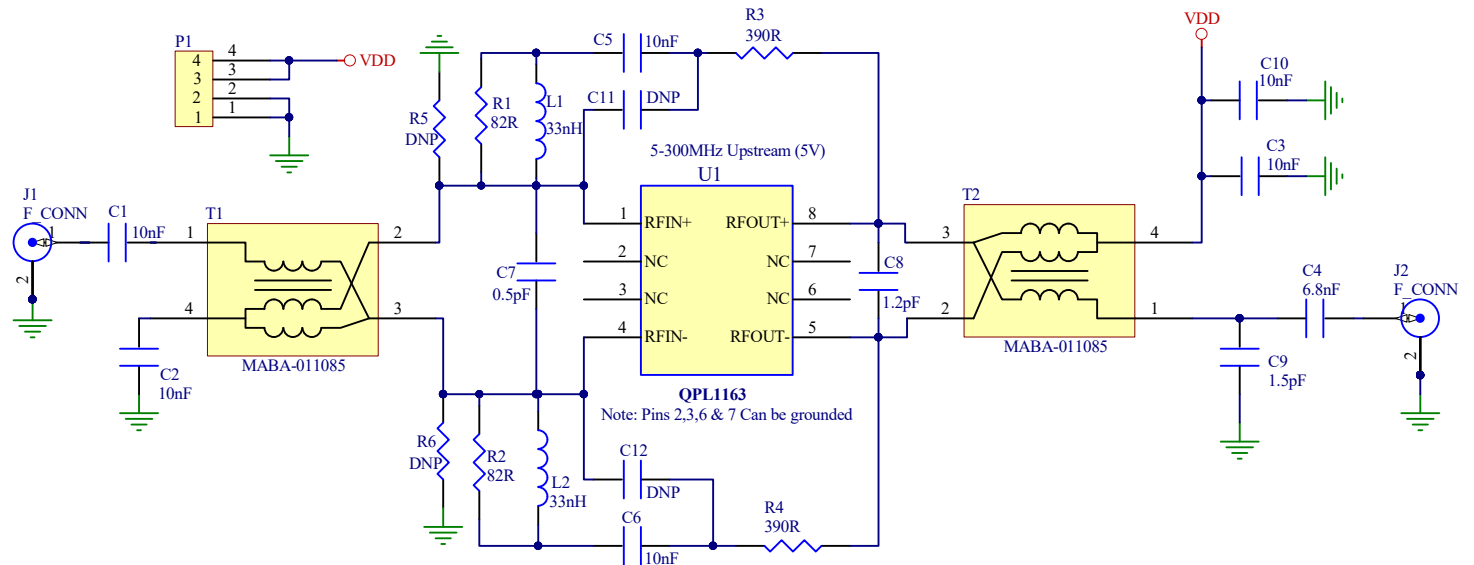 P1
4
3
2
1
4
3
2
1
VDD
C5
10nF
R3
390R
C11
DNP
R1
82R
L1
33nH
R5
DNP
VDD
C10
10nF
C3
10nF
5-300MHz Upstream (5V)
U1
J1
F_CONN
1
2
C1
10nF
T1
1
2
4
3
MABA-011085
C2
10nF
C7
0.5pF
1
RFIN+
2
NC
3
NC
4
RFIN-
RFOUT+
8
NC
7
NC
6
RFOUT-
5
QPL1163
Note: Pins 2,3,6 & 7 Can be grounded
C8
1.2pF
T2
3
4
2
1
MABA-011085
C4
6.8nF
J2
F_CONN
1
2
C9
1.5pF
R6
DNP
R2
82R
L2
33nH
C12
DNP
C6
10nF
R4
390R